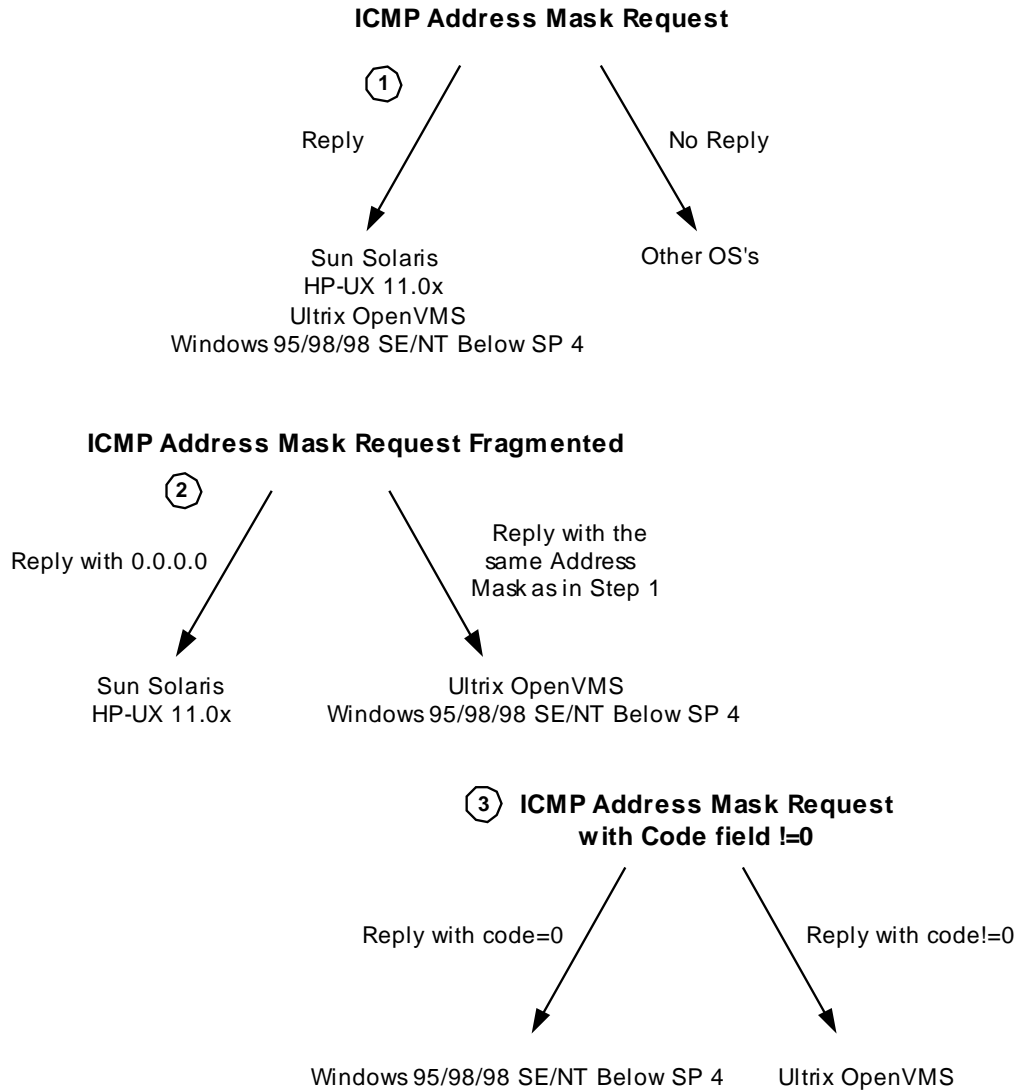 ICMP Address Mask Request
1
Reply
No Reply
Sun Solaris
HP-UX 11.0x
Ultrix OpenVMS
Windows 95/98/98 SE/NT Below SP 4
Other OS's
ICMP Address Mask Request Fragmented
2
Reply with 0.0.0.0
Reply with the
same Address
Mask as in Step 1
Sun Solaris
HP-UX 11.0x
Ultrix OpenVMS
Windows 95/98/98 SE/NT Below SP 4
3 ICMP Address Mask Request
with Code field !=0
Reply with code=0
Reply with code!=0
Windows 95/98/98 SE/NT Below SP 4
Ultrix OpenVMS